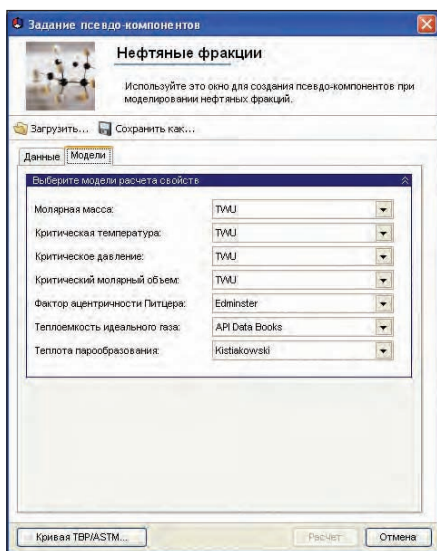 Задание псевдо-компонентов
Нефтяные фракции
Используйте это окно для создания псевдо-компонентов при
моделировании нефтяных фракций.
Загрузить... Сохранить как...
Данные Модели
Выберите модели расчета свойств
Молярная масса: TWU
Критическая температура: TWU
Критическое давление: TWU
Критический молярный объем: TWU
Фактор ацентричности Питцера: Edminster
Теплоемкость идеального газа: API Data Books
Теплота парообразования: Kistiakowski
Кривая TBP/ASTM... Расчет Отмена